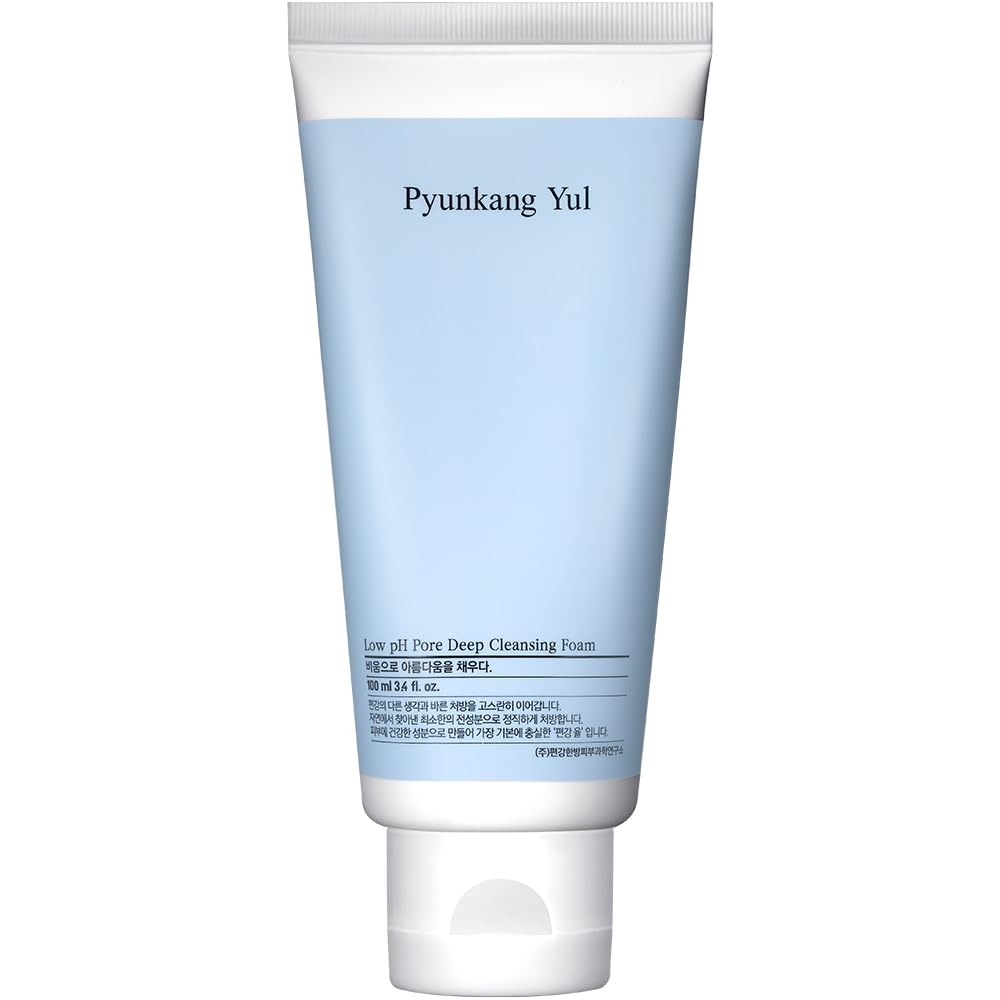 Pyunkang Yul
Low pH Pore Deep Cleansing Foam
비움으로 아름다움을 채우다.
100 ml 3.4 fl. oz.
편강의 다른 생각과 바른 처방을 고스란히 이어갑니다.
자연에서 찾아낸 최소한의 전성분으로 정직하게 처방합니다.
피부에 건강한 성분으로 만들어 가장 기본에 충실한 '편강 율' 입니다.
(주)편강한방피부과학연구소